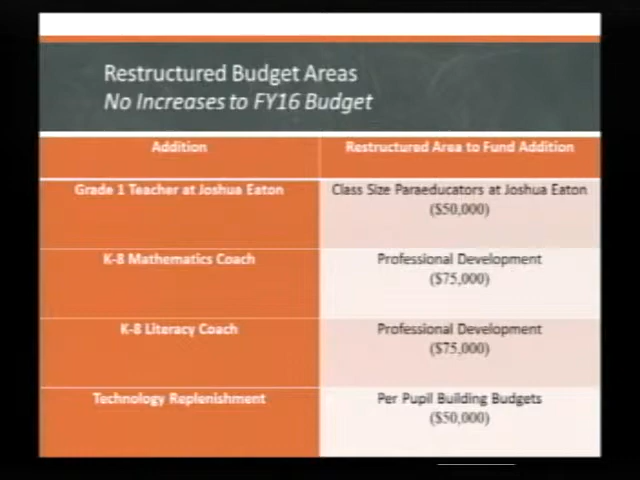 Restructured Budget Areas
No Increases to FY16 Budget
Addition
Restructured Area to Fund Addition
Grade 1 Teacher at Joshua Eaton
Class Size Paraeducators at Joshua Eaton
($50,000)
K-8 Mathematics Coach
Professional Development
($75,000)
K-8 Literacy Coach
Professional Development
($75,000)
Technology Replenishment
Per Pupil Building Budgets
($50,000)